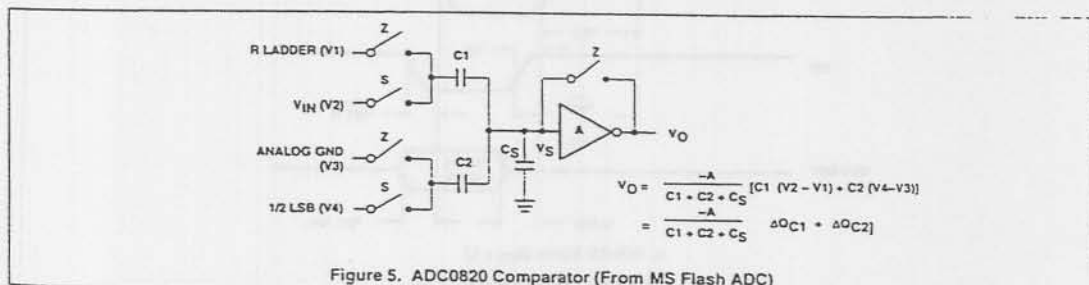 Z
R LADDER (V1)
C1
S
VIN (V2)
Z
ANALOG GND
(V3)
C2
S
1/2 LSB (V4)
Z
A
VS
CS
VO
VO = -A / C1 + C2 + CS [C1 (V2 – V1) + C2 (V4–V3)]
= -A / C1 + C2 + CS ΔQC1 + ΔQC2]
Figure 5. ADC0820 Comparator (From MS Flash ADC)